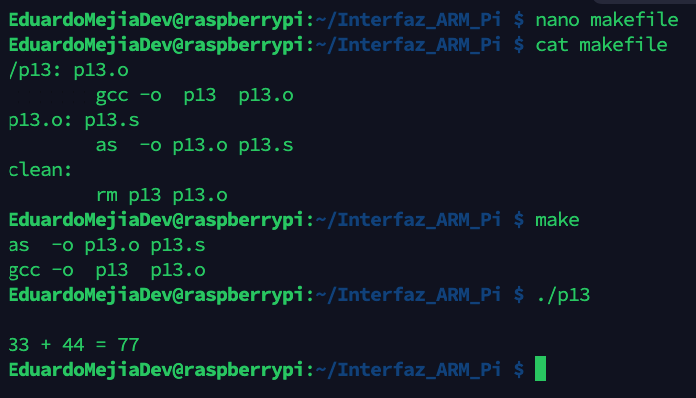 EduardoMejiaDev@raspberrypi:~/Interfaz_ARM_Pi $ nano makefile
EduardoMejiaDev@raspberrypi:~/Interfaz_ARM_Pi $ cat makefile
/p13: p13.o
        gcc -o  p13  p13.o
p13.o: p13.s
        as  -o p13.o p13.s
clean:
        rm p13 p13.o
EduardoMejiaDev@raspberrypi:~/Interfaz_ARM_Pi $ make
as  -o p13.o p13.s
gcc -o  p13  p13.o
EduardoMejiaDev@raspberrypi:~/Interfaz_ARM_Pi $ ./p13

33 + 44 = 77
EduardoMejiaDev@raspberrypi:~/Interfaz_ARM_Pi $